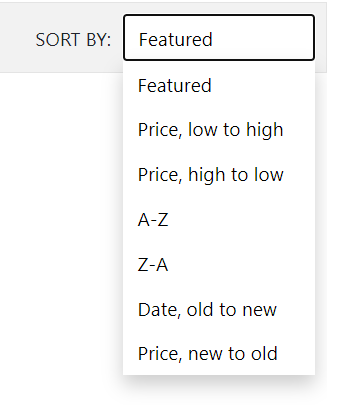 SORT BY: Featured
Featured
Price, low to high
Price, high to low
A-Z
Z-A
Date, old to new
Price, new to old